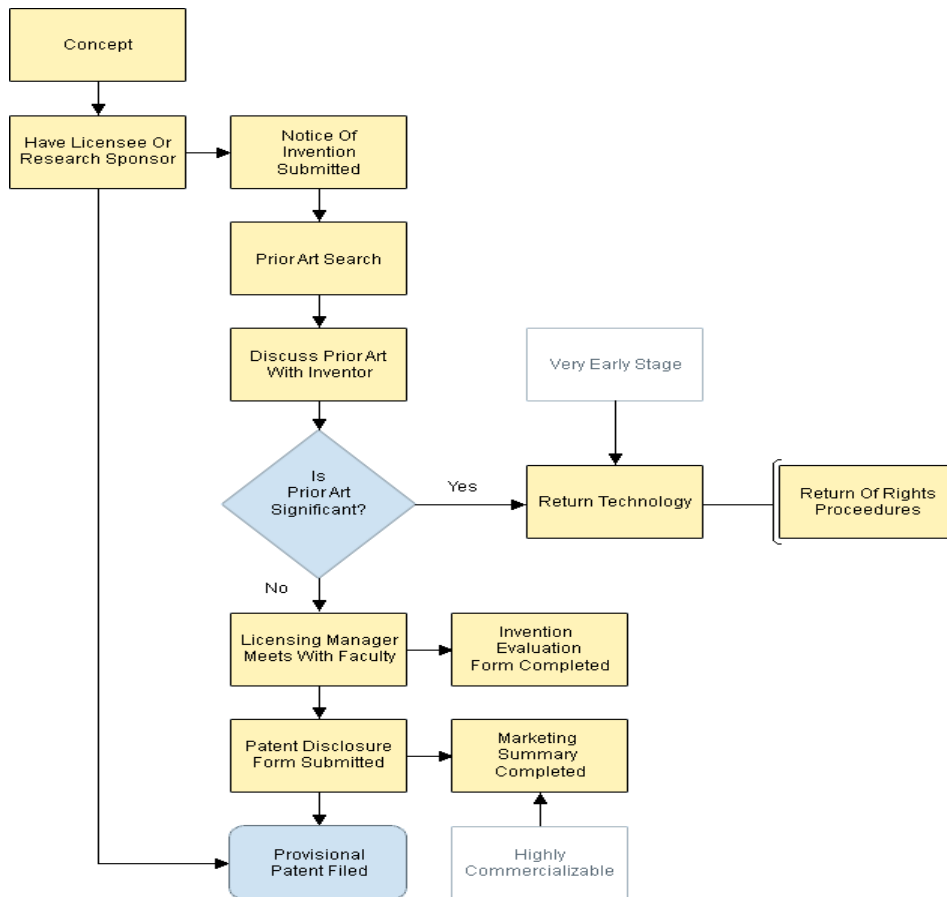 Concept
Have Licensee Or
Research Sponsor
Notice Of
Invention
Submitted
Prior Art Search
Discuss Prior Art
With Inventor
Very Early Stage
Is
Prior Art
Significant?
Yes
Return Technology
Return Of Rights
Proceedures
No
Licensing Manager
Meets With Faculty
Invention
Evaluation
Form Completed
Patent Disclosure
Form Submitted
Marketing
Summary
Completed
Provisional
Patent Filed
Highly
Commercializable